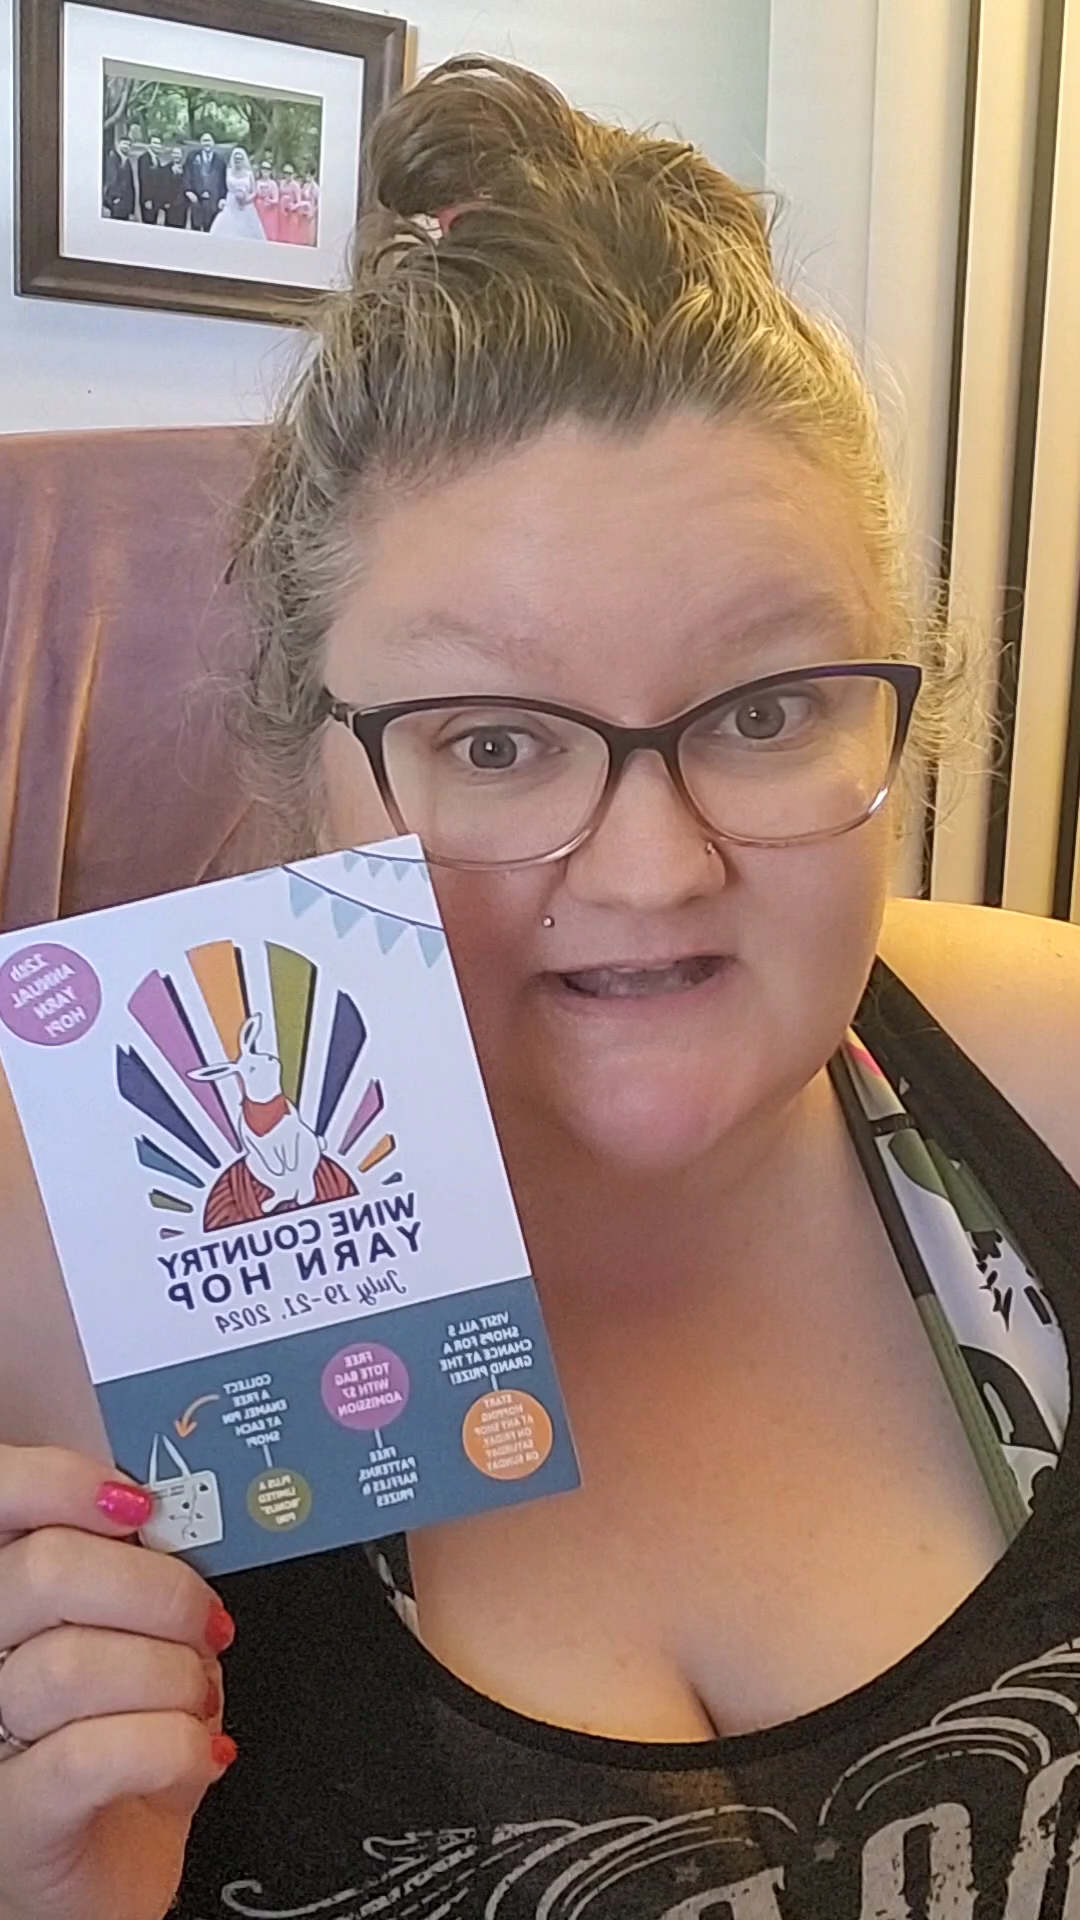 22th
ANNUAL
YARN
HOP!
WINE COUNTRY
YARN HOP
July 19-21, 2024
VISIT ALL 5
SHOPS FOR A
CHANCE AT THE
GRAND PRIZE!
START
HOPPING
AT ANY SHOP
ON FRIDAY
SATURDAY
OR SUNDAY
FREE
TOTE BAG
WITH $7
ADMISSION
FREE
PATTERNS,
RAFFLES &
PRIZES
COLLECT
A FREE
ENAMEL PIN
AT EACH
SHOP!
PLUS A
LIMITED
"BONUS"
PIN!